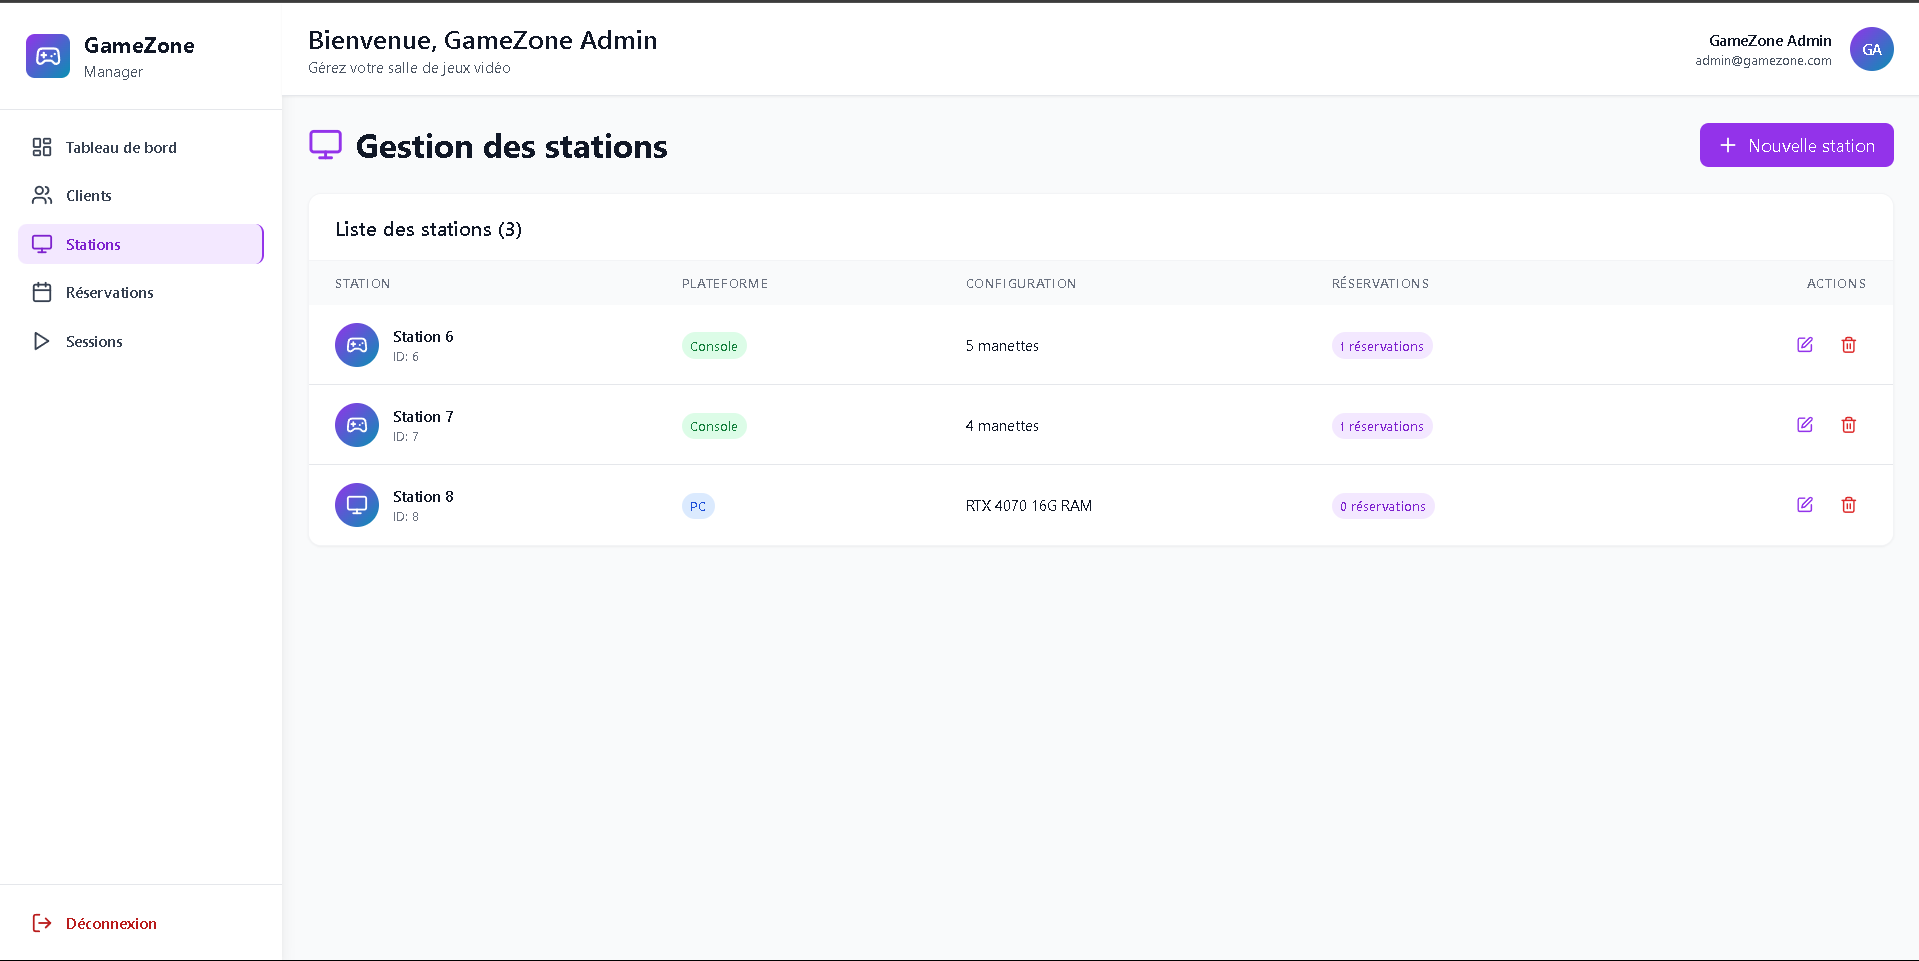 GameZone
Manager
Bienvenue, GameZone Admin
Gérez votre salle de jeux vidéo
GameZone Admin
admin@gamezone.com
GA
Tableau de bord
Clients
Stations
Réservations
Sessions
Déconnexion
Gestion des stations
+ Nouvelle station
Liste des stations (3)
STATION PLATEFORME CONFIGURATION RÉSERVATIONS ACTIONS
Station 6
ID: 6
Console
5 manettes
1 réservations
Station 7
ID: 7
Console
4 manettes
1 réservations
Station 8
ID: 8
PC
RTX 4070 16G RAM
0 réservations